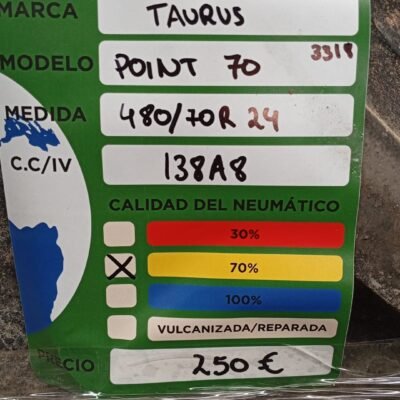 MARCA TAURUS
MODELO POINT 70 3318
MEDIDA 480/70R 24
C.C/IV 138A8
CALIDAD DEL NEUMÁTICO
30%
X 70%
100%
VULCANIZADA/REPARADA
PRECIO 250 €